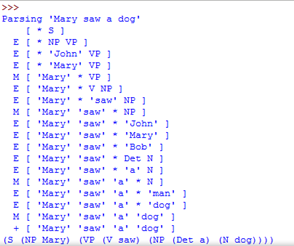 >>>
Parsing 'Mary saw a dog'
[ * S ]
E [ * NP VP ]
E [ * 'John' VP ]
E [ * 'Mary' VP ]
M [ 'Mary' * VP ]
E [ 'Mary' * V NP ]
E [ 'Mary' * 'saw' NP ]
M [ 'Mary' 'saw' * NP ]
E [ 'Mary' 'saw' * 'John' ]
E [ 'Mary' 'saw' * 'Mary' ]
E [ 'Mary' 'saw' * 'Bob' ]
E [ 'Mary' 'saw' * Det N ]
E [ 'Mary' 'saw' * 'a' N ]
M [ 'Mary' 'saw' 'a' * N ]
E [ 'Mary' 'saw' 'a' * 'man' ]
E [ 'Mary' 'saw' 'a' * 'dog' ]
M [ 'Mary' 'saw' 'a' 'dog' ]
+ [ 'Mary' 'saw' 'a' 'dog' ]
(S (NP Mary) (VP (V saw) (NP (Det a) (N dog))))